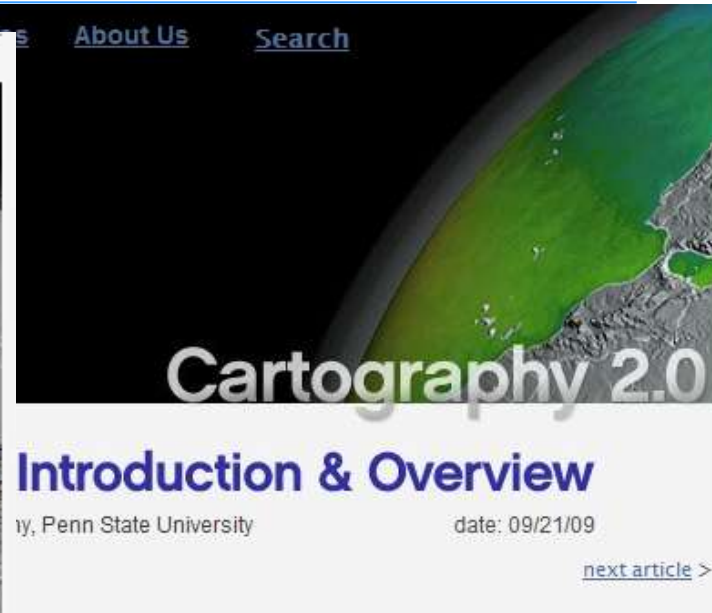 About Us Search
Cartography 2.0
Introduction & Overview
Penn State University date: 09/21/09
next article >